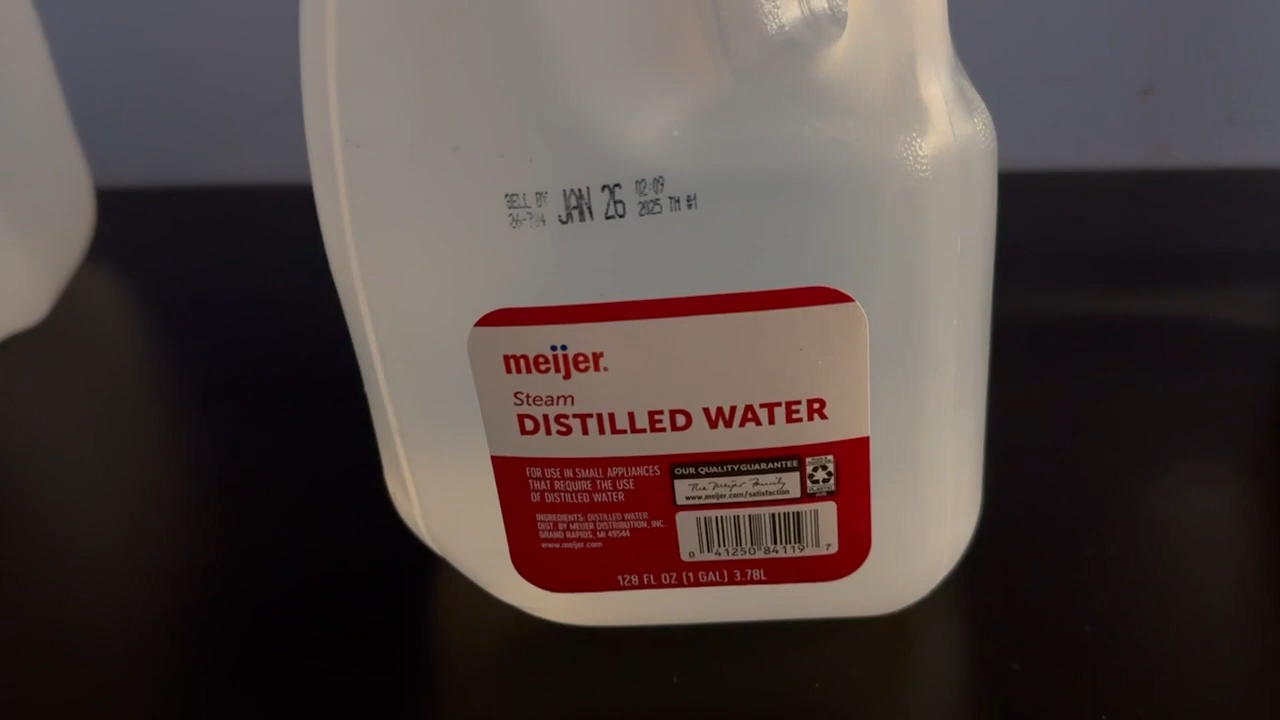 SELL BY JAN 26 02:09
2025 TM #1
meijer.
Steam
DISTILLED WATER
FOR USE IN SMALL APPLIANCES
THAT REQUIRE THE USE
OF DISTILLED WATER
OUR QUALITY GUARANTEE
The Meijer Family
www.meijer.com/satisfaction
PLASTIC
INGREDIENTS: DISTILLED WATER.
DIST. BY MEIJER DISTRIBUTION, INC.
GRAND RAPIDS, MI 49544
www.meijer.com
0 41250 84119 7
128 FL OZ (1 GAL) 3.78L